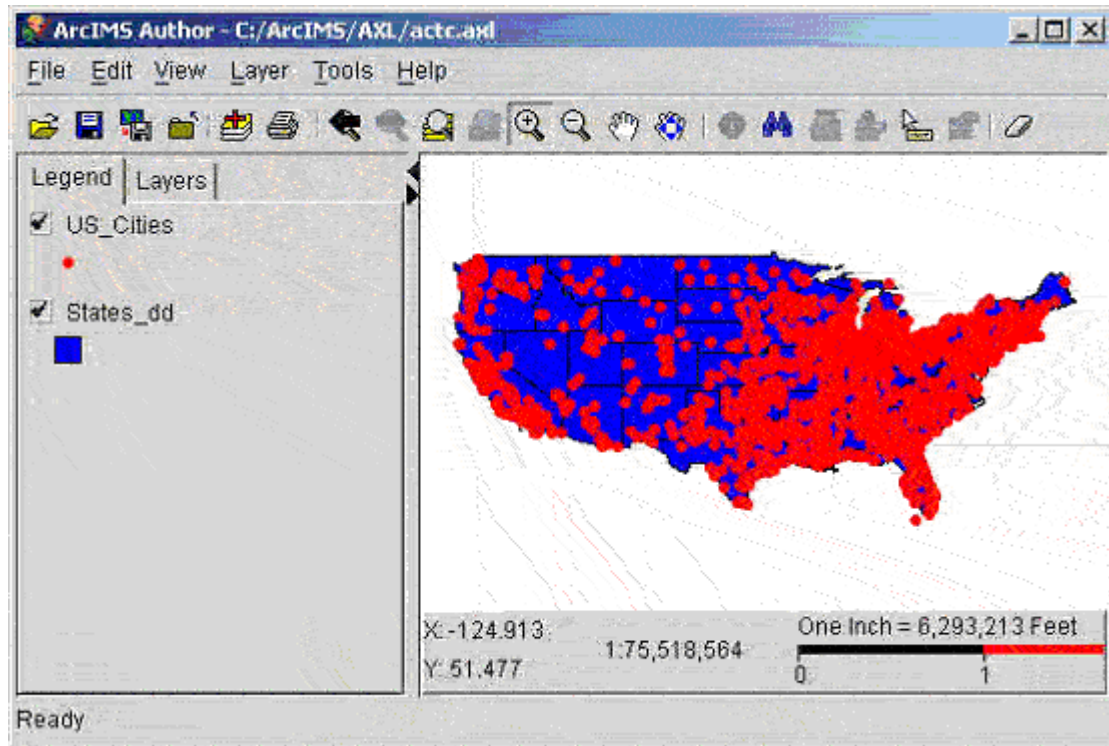 ArcIMS Author - C:/ArcIMS/AXL/actc.axl
File Edit View Layer Tools Help
Legend Layers
US_Cities
States_dd
X: -124.913
Y: 51.477
1:75,518,564
One Inch = 6,293,213 Feet
0 1
Ready